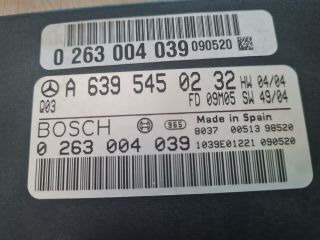 0 263 004 039 090520
A 639 545 02 32 HW 04/04
Q03 FD 09M05 SW 49/04
BOSCH 965 Made in Spain
8037 00513 98520
0 263 004 039 1039E01221 090520